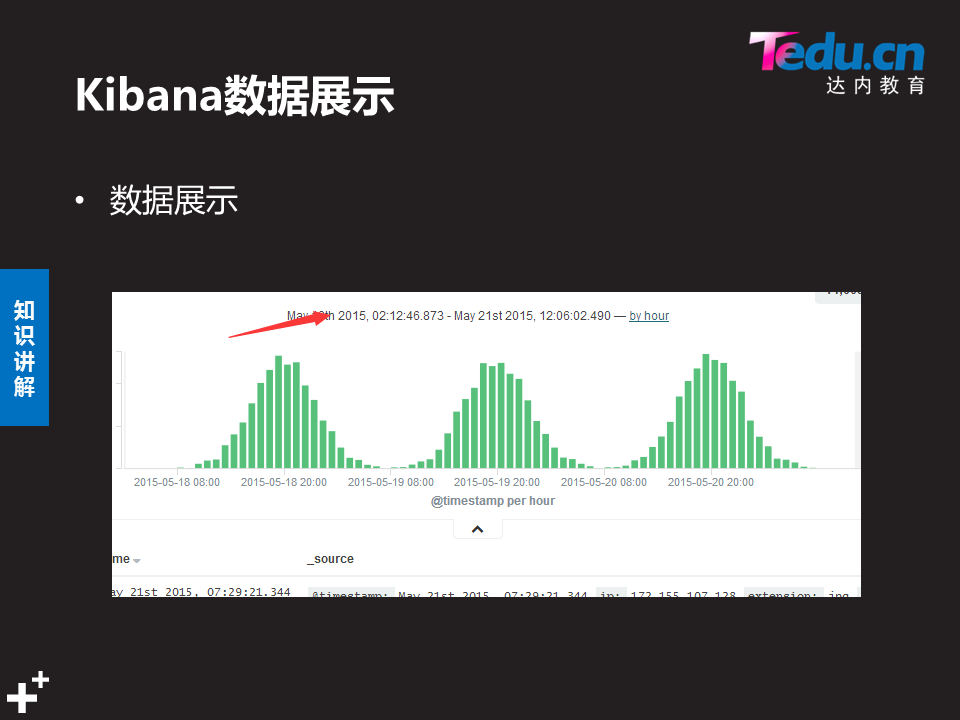 Tedu.cn
达内教育
Kibana数据展示
• 数据展示
知识讲解
2015, 02:12:46.873 - May 21st 2015, 12:06:02.490 — by hour
2015-05-18 08:00 2015-05-18 20:00 2015-05-19 08:00 2015-05-19 20:00 2015-05-20 08:00 2015-05-20 20:00
@timestamp per hour
me _source
ay 21st 2015, 07:29:21.344 @timestamp: May 21st 2015, 07:29:21.344 ip: 172.155.107.128 extension: jpg